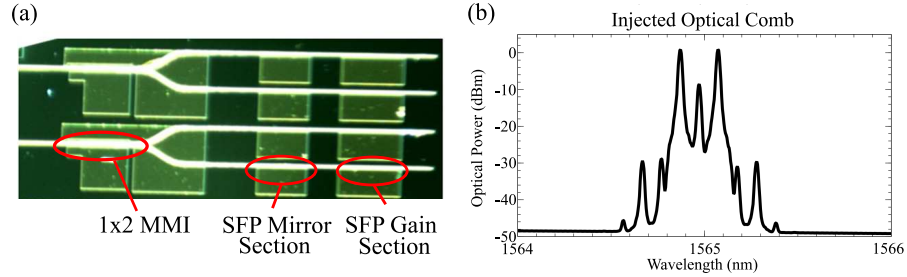 (a)
1x2 MMI
SFP Mirror
Section
SFP Gain
Section
(b)
Injected Optical Comb
Optical Power (dBm)
0
-10
-20
-30
-40
-50
1564
1565
1566
Wavelength (nm)